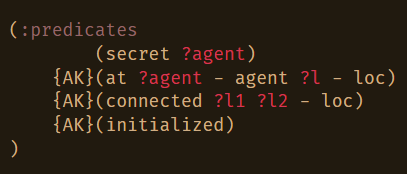 (:predicates
(secret ?agent)
{AK}(at ?agent - agent ?l - loc)
{AK}(connected ?l1 ?l2 - loc)
{AK}(initialized)
)